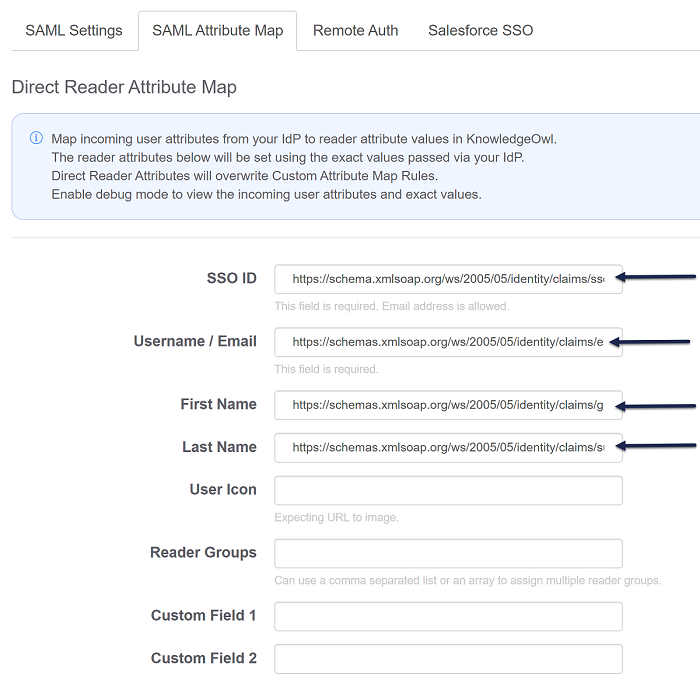 SAML Settings
SAML Attribute Map
Remote Auth
Salesforce SSO
Direct Reader Attribute Map
Map incoming user attributes from your IdP to reader attribute values in KnowledgeOwl.
The reader attributes below will be set using the exact values passed via your IdP.
Direct Reader Attributes will overwrite Custom Attribute Map Rules.
Enable debug mode to view the incoming user attributes and exact values.
SSO ID
https://schema.xmlsoap.org/ws/2005/05/identity/claims/ss
This field is required. Email address is allowed.
Username / Email
https://schemas.xmlsoap.org/ws/2005/05/identity/claims/e
This field is required.
First Name
https://schemas.xmlsoap.org/ws/2005/05/identity/claims/g
Last Name
https://schemas.xmlsoap.org/ws/2005/05/identity/claims/s
User Icon
Expecting URL to image.
Reader Groups
Can use a comma separated list or an array to assign multiple reader groups.
Custom Field 1
Custom Field 2